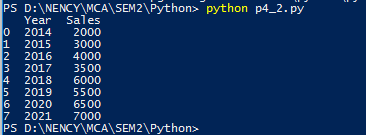 PS D:\NENCY\MCA\SEM2\Python> python p4_2.py
Year Sales
0 2014 2000
1 2015 3000
2 2016 4000
3 2017 3500
4 2018 6000
5 2019 5500
6 2020 6500
7 2021 7000
PS D:\NENCY\MCA\SEM2\Python>